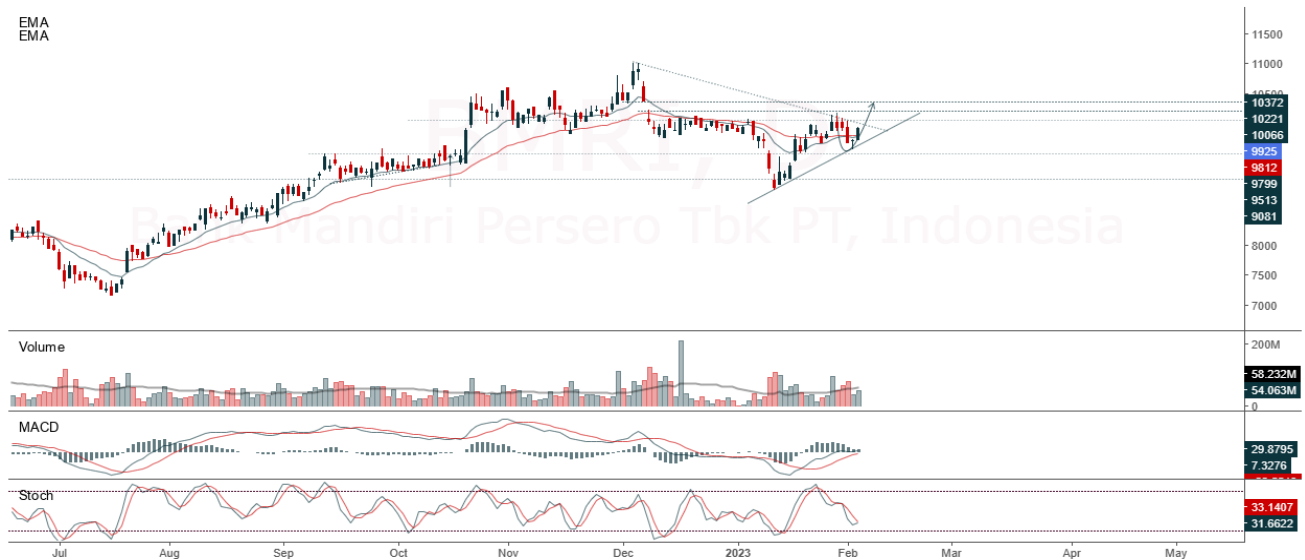 EMA
EMA
11500
11000
10500
10372
10221
10066
9925
9812
9799
9513
9081
8000
7500
7000
BMRI,
Bank Mandiri Persero Tbk PT, Indonesia
Volume
200M
58.232M
54.063M
0
MACD
29.8795
7.3276
Stoch
33.1407
31.6622
Jul Aug Sep Oct Nov Dec 2023 Feb Mar Apr May